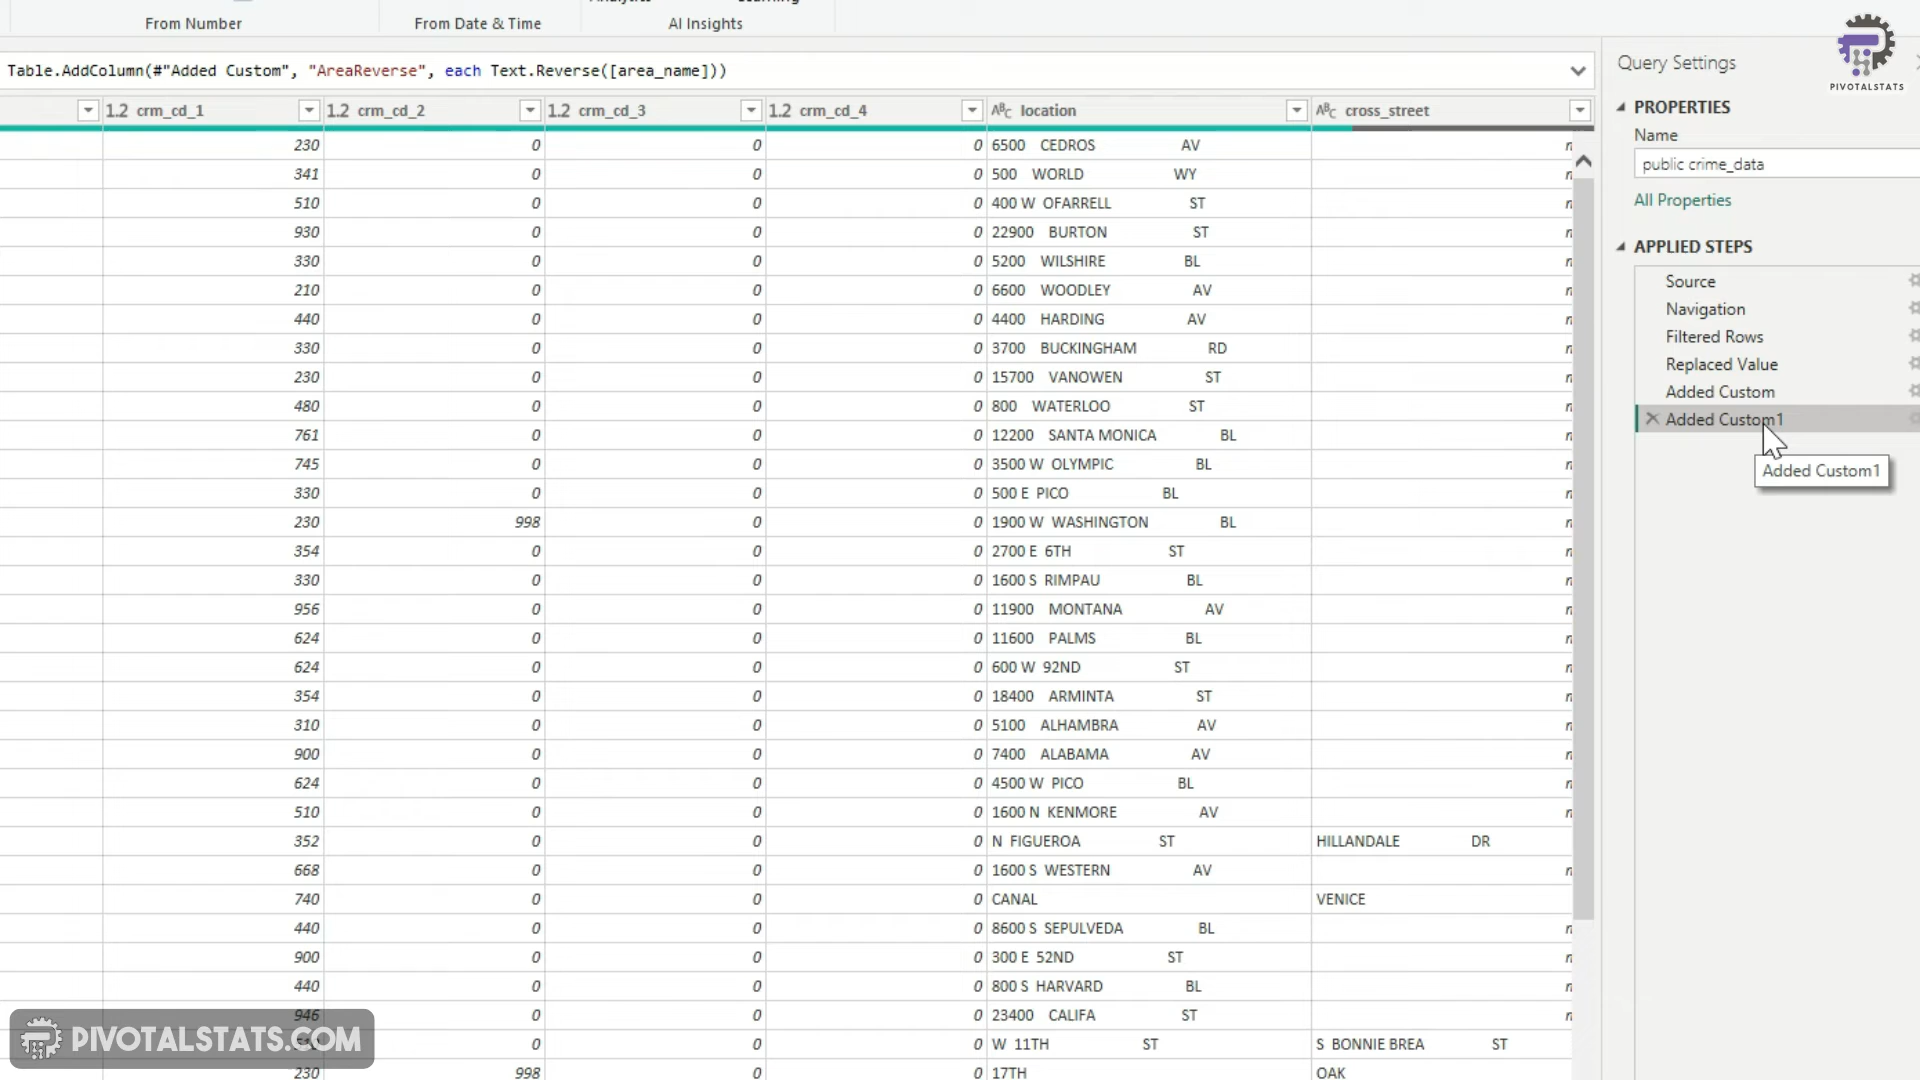 From Number
From Date & Time
AI Insights
PIVOTALSTATS
Table.AddColumn(#"Added Custom", "AreaReverse", each Text.Reverse([area_name]))
1.2 crm_cd_1 1.2 crm_cd_2 1.2 crm_cd_3 1.2 crm_cd_4 ABC location ABC cross_street
230 0 0 0 6500 CEDROS AV
341 0 0 0 500 WORLD WY
510 0 0 0 400 W OFARRELL ST
930 0 0 0 22900 BURTON ST
330 0 0 0 5200 WILSHIRE BL
210 0 0 0 6600 WOODLEY AV
440 0 0 0 4400 HARDING AV
330 0 0 0 3700 BUCKINGHAM RD
230 0 0 0 15700 VANOWEN ST
480 0 0 0 800 WATERLOO ST
761 0 0 0 12200 SANTA MONICA BL
745 0 0 0 3500 W OLYMPIC BL
330 0 0 0 500 E PICO BL
230 998 0 0 1900 W WASHINGTON BL
354 0 0 0 2700 E 6TH ST
330 0 0 0 1600 S RIMPAU BL
956 0 0 0 11900 MONTANA AV
624 0 0 0 11600 PALMS BL
624 0 0 0 600 W 92ND ST
354 0 0 0 18400 ARMINTA ST
310 0 0 0 5100 ALHAMBRA AV
900 0 0 0 7400 ALABAMA AV
624 0 0 0 4500 W PICO BL
510 0 0 0 1600 N KENMORE AV
352 0 0 0 N FIGUEROA ST HILLANDALE DR
668 0 0 0 1600 S WESTERN AV
740 0 0 0 CANAL VENICE
440 0 0 0 8600 S SEPULVEDA BL
900 0 0 0 300 E 52ND ST
440 0 0 0 800 S HARVARD BL
946 0 0 0 23400 CALIFA ST
0 0 0 W 11TH ST S BONNIE BREA ST
230 998 0 0 17TH OAK
Query Settings
PROPERTIES
Name
public crime_data
All Properties
APPLIED STEPS
Source
Navigation
Filtered Rows
Replaced Value
Added Custom
Added Custom1
Added Custom1
PIVOTALSTATS.COM